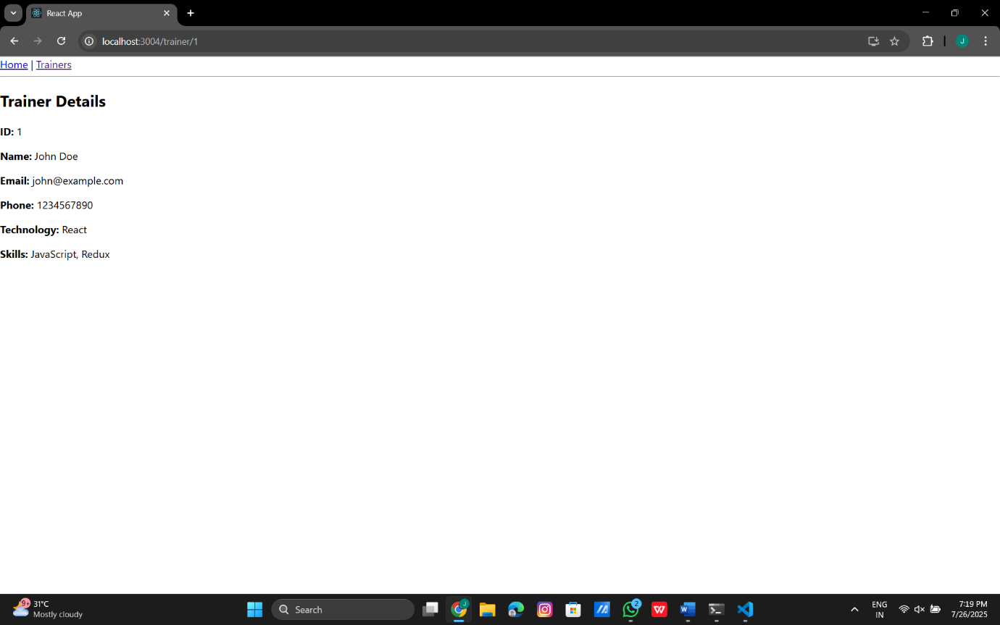 React App
localhost:3004/trainer/1
J
Home | Trainers
Trainer Details
ID: 1
Name: John Doe
Email: john@example.com
Phone: 1234567890
Technology: React
Skills: JavaScript, Redux
9+
31°C
Mostly cloudy
Search
J
2
W
W
ENG
IN
7:19 PM
7/26/2025